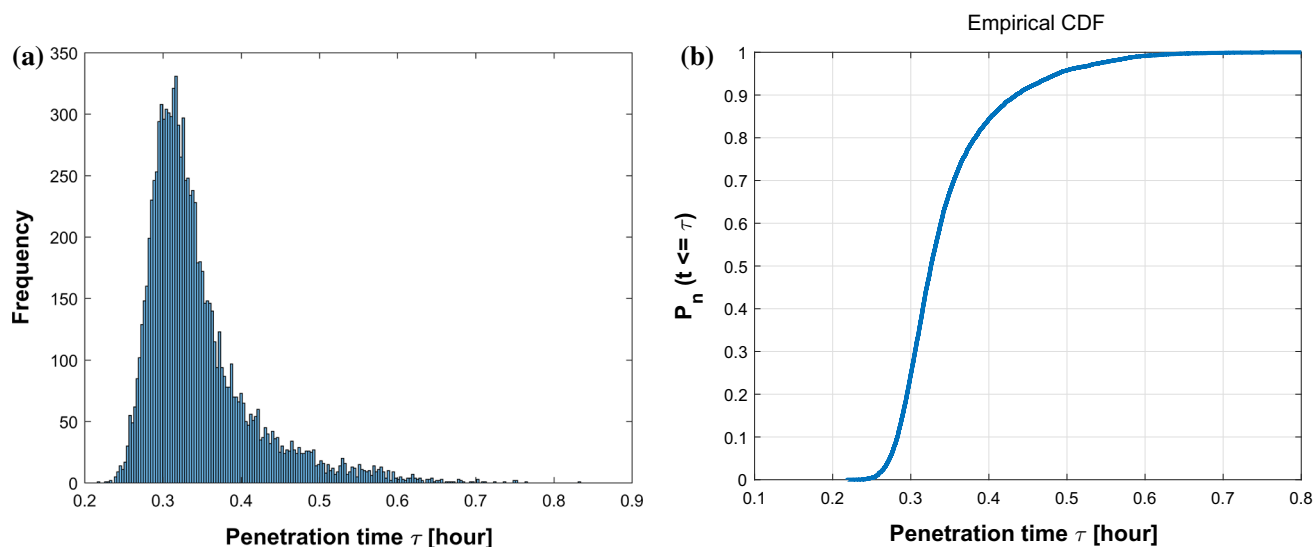 (a)
350
300
250
200
150
100
50
0
Frequency
0.2 0.3 0.4 0.5 0.6 0.7 0.8 0.9
Penetration time τ [hour]
Empirical CDF
(b)
1
0.9
0.8
0.7
0.6
0.5
0.4
0.3
0.2
0.1
0
P_n (t <= τ)
0.1 0.2 0.3 0.4 0.5 0.6 0.7 0.8
Penetration time τ [hour]